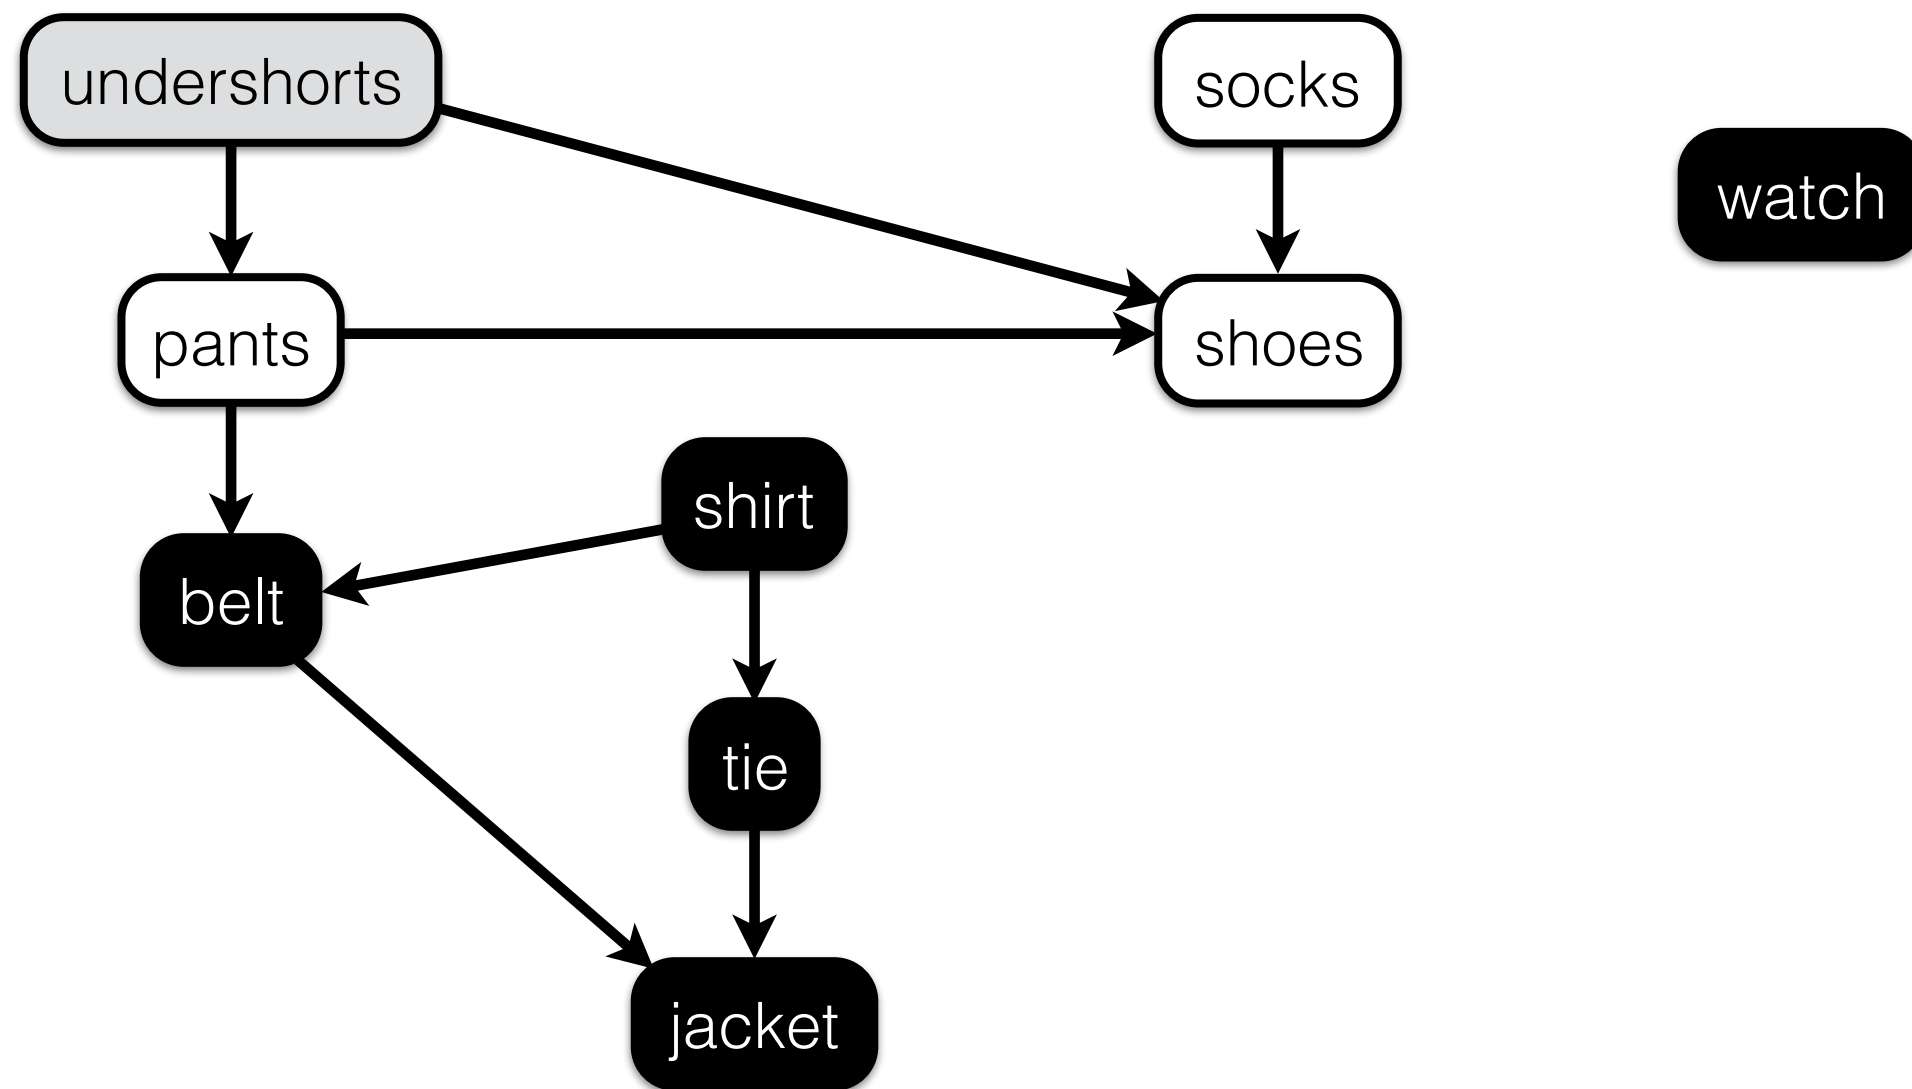 undershorts
socks
watch
pants
shoes
shirt
belt
tie
jacket